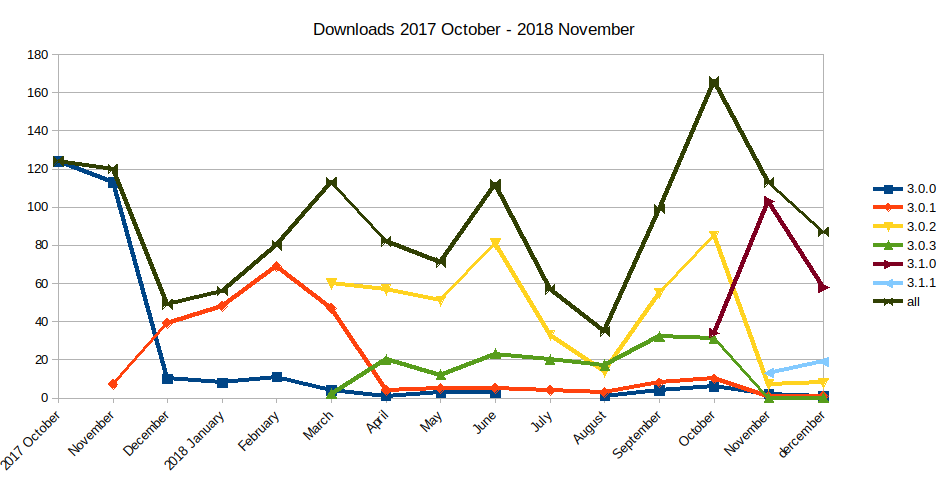 Downloads 2017 October - 2018 November
180
160
140
120
100
80
60
40
20
0
2017 October
November
December
2018 January
February
March
April
May
June
July
August
September
October
November
dercember
3.0.0
3.0.1
3.0.2
3.0.3
3.1.0
3.1.1
all